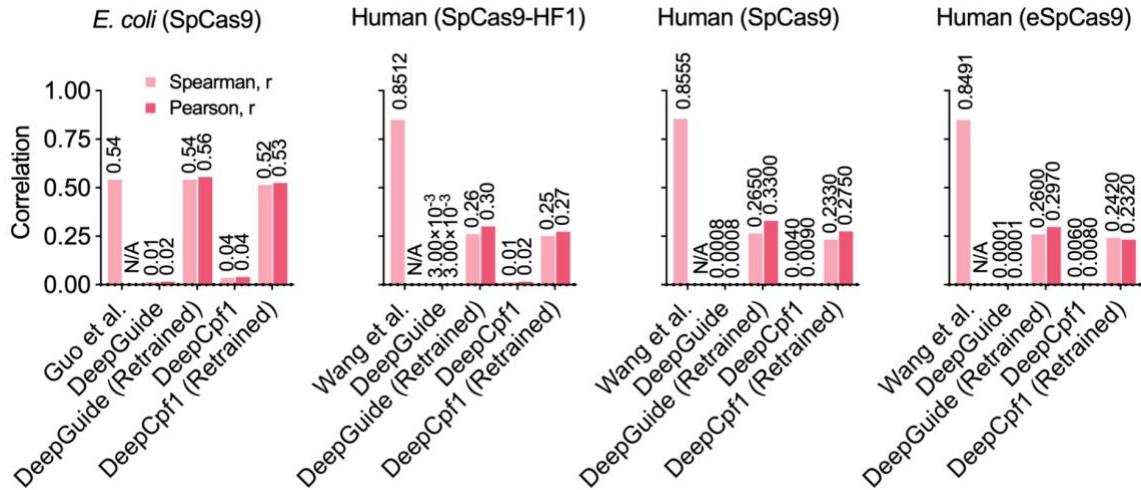 E. coli (SpCas9)
Human (SpCas9-HF1)
Human (SpCas9)
Human (eSpCas9)
Correlation
1.00
0.75
0.50
0.25
0.00
Spearman, r
Pearson, r
0.54
N/A
0.01
0.02
0.54
0.56
0.04
0.04
0.52
0.53
Guo et al.
DeepGuide
DeepGuide (Retrained)
DeepCpf1
DeepCpf1 (Retrained)
0.8512
N/A
3.00×10⁻³
3.00×10⁻³
0.26
0.30
0.01
0.02
0.25
0.27
Wang et al.
DeepGuide
DeepGuide (Retrained)
DeepCpf1
DeepCpf1 (Retrained)
0.8555
N/A
0.0008
0.0008
0.2650
0.3300
0.0040
0.0090
0.2330
0.2750
Wang et al.
DeepGuide
DeepGuide (Retrained)
DeepCpf1
DeepCpf1 (Retrained)
0.8491
N/A
0.0001
0.0001
0.2600
0.2970
0.0060
0.0080
0.2420
0.2320
Wang et al.
DeepGuide
DeepGuide (Retrained)
DeepCpf1
DeepCpf1 (Retrained)